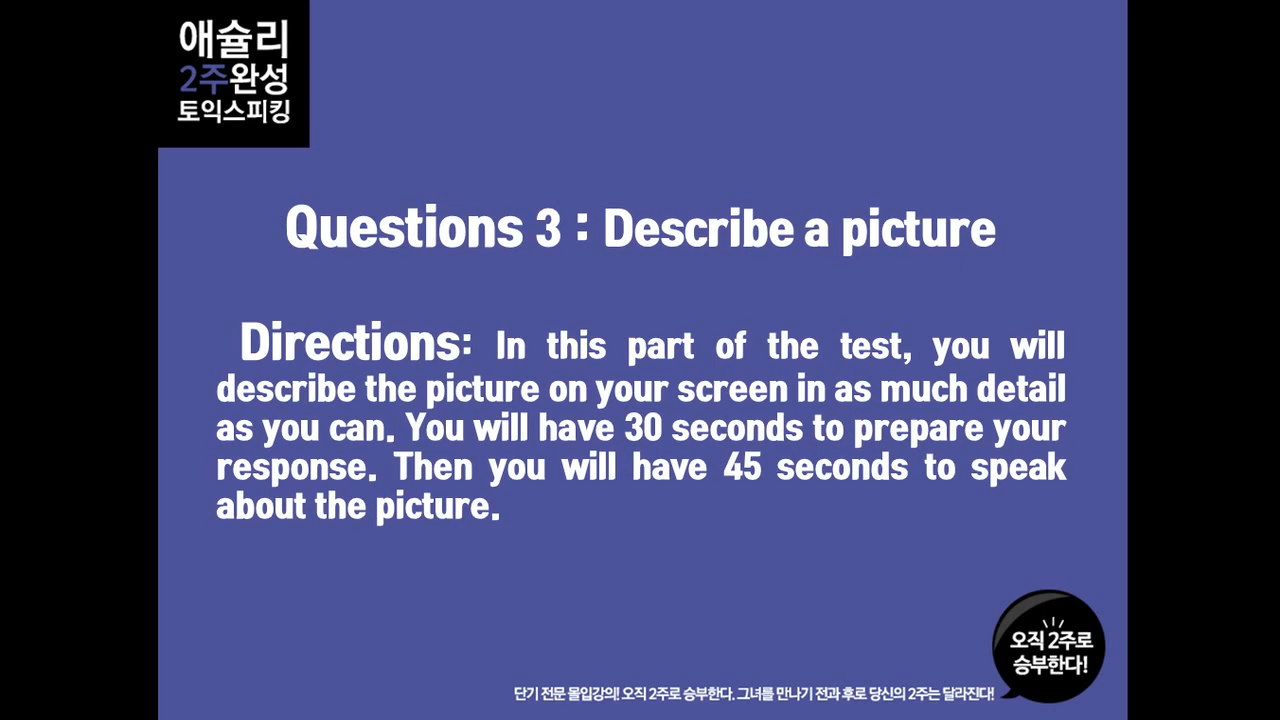 애슐리
2주완성
토익스피킹
Questions 3 : Describe a picture
Directions: In this part of the test, you will
describe the picture on your screen in as much detail
as you can. You will have 30 seconds to prepare your
response. Then you will have 45 seconds to speak
about the picture.
오직 2주로
승부한다!
단기 전문 몰입강의! 오직 2주로 승부한다. 그녀를 만나기 전과 후로 당신의 2주는 달라진다!